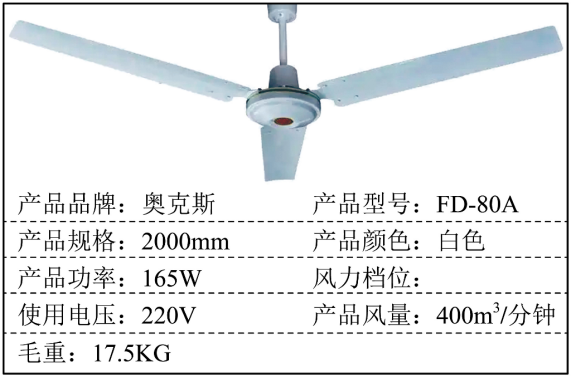 产品品牌：奥克斯 产品型号：FD-80A
产品规格：2000mm 产品颜色：白色
产品功率：165W 风力档位：
使用电压：220V 产品风量：400m³/分钟
毛重：17.5KG